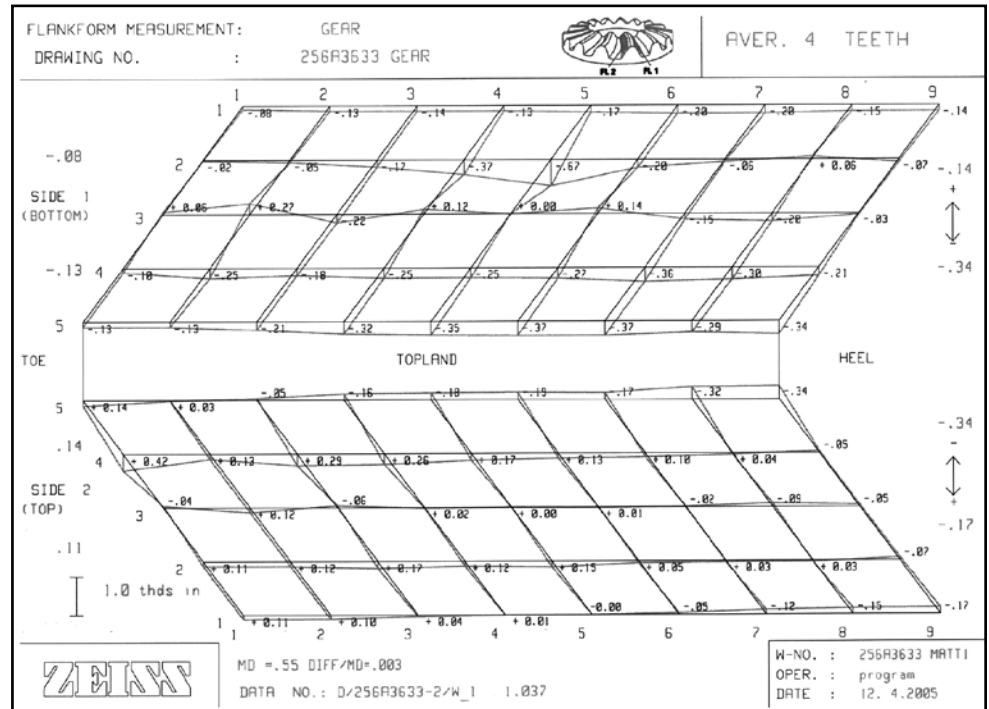 FLANKFORM MEASUREMENT: GEAR
DRAWING NO. : 256A3633 GEAR
FL2 FL1
AVER. 4 TEETH
1 2 3 4 5 6 7 8 9
1 -.08 -.13 -.14 -.13 -.17 -.20 -.20 -.15 -.14
-.08
2 -.02 -.05 -.17 -.37 -.67 -.20 -.06 + 0.06 -.07 -.14
SIDE 1 +
(BOTTOM)
3 + 0.06 + 0.27 -.22 + 0.12 + 0.00 + 0.14 -.15 -.20 -.03
-
-.13 4 -.10 -.25 -.18 -.25 -.25 -.27 -.36 -.30 -.21 -.34
5 -.13 -.13 -.21 -.32 -.35 -.37 -.37 -.29 -.34
TOE TOPLAND HEEL
5 + 0.14 + 0.03 -.05 -.16 -.18 -.19 -.17 -.32 -.34
-.34
.14 -.05
4 + 0.42 + 0.13 + 0.29 + 0.26 + 0.17 + 0.13 + 0.10 + 0.04 -
SIDE 2
(TOP)
3 -.04 + 0.12 -.06 + 0.02 + 0.00 + 0.01 -.02 -.09 -.05
+
-.17
.11 -.07
2 + 0.11 + 0.12 + 0.17 + 0.12 + 0.15 + 0.05 + 0.03 + 0.03
1.0 thds in
1 + 0.11 + 0.10 + 0.04 + 0.01 -0.00 -.05 -.12 -.15 -.17
1 2 3 4 5 6 7 8 9
ZEISS
MD =.55 DIFF/MD=.003
DATA NO.: D/256A3633-2/W_1 1.037
W-NO. : 256A3633 MATT1
OPER. : program
DATE : 12. 4.2005